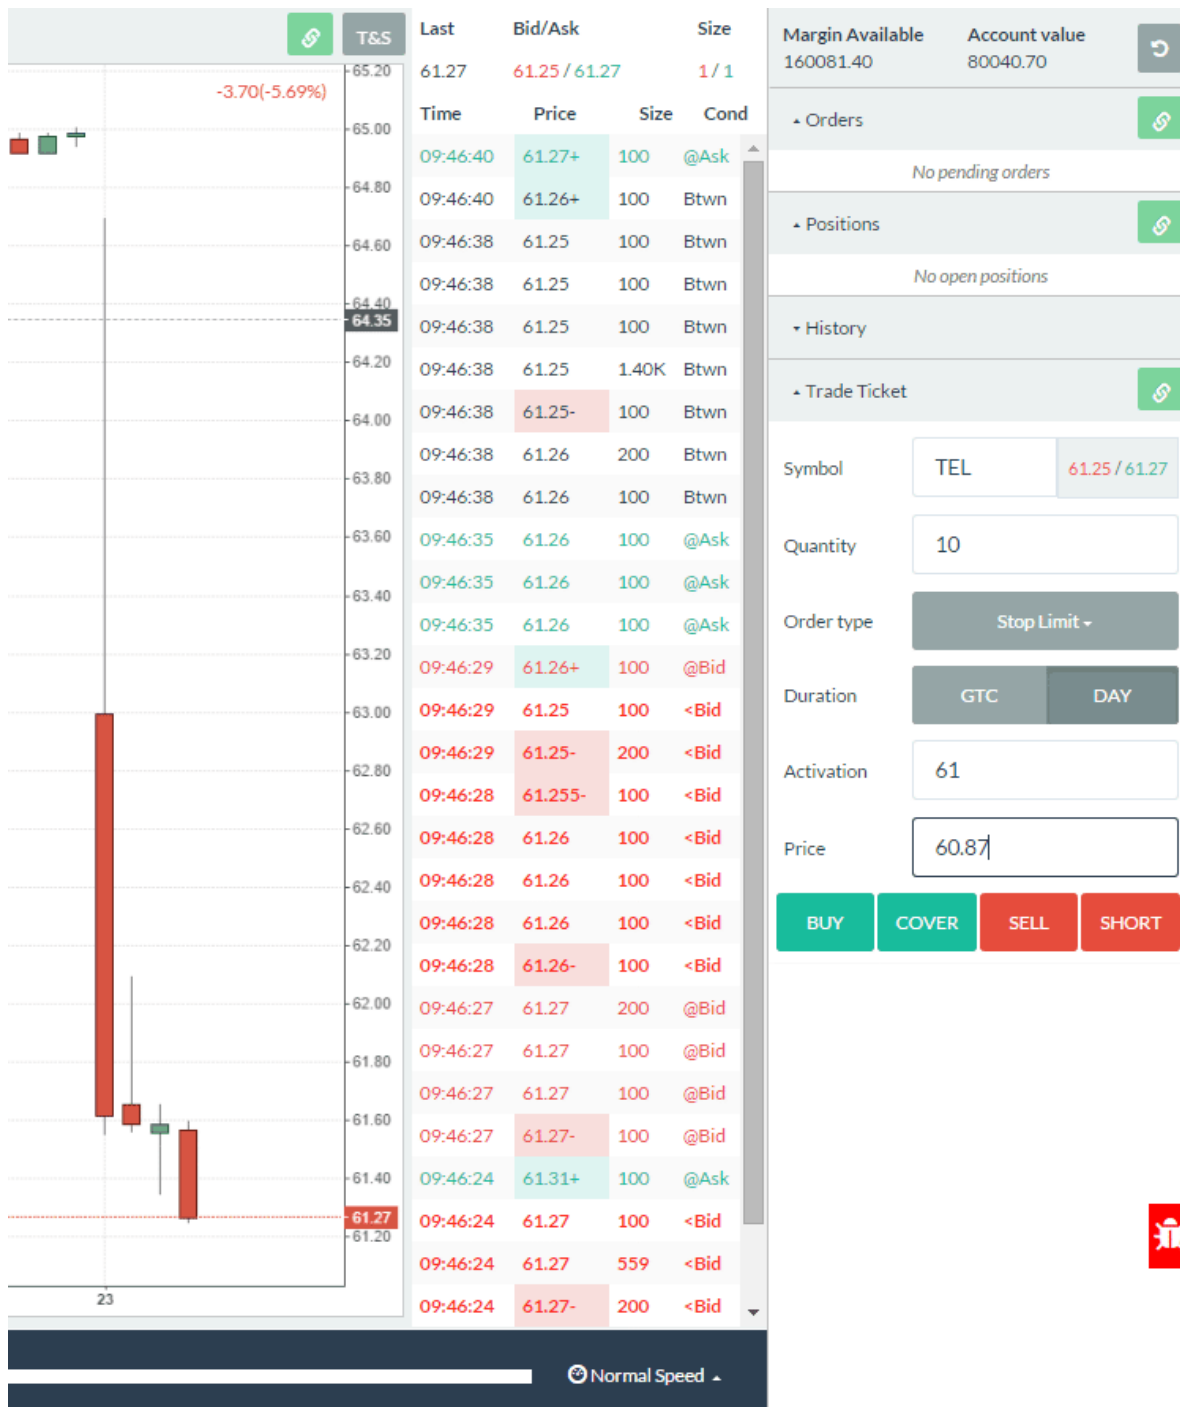 T&S
-3.70(-5.69%)
65.20
65.00
64.80
64.60
64.40
64.35
64.20
64.00
63.80
63.60
63.40
63.20
63.00
62.80
62.60
62.40
62.20
62.00
61.80
61.60
61.40
61.27
61.20
23
Last Bid/Ask Size
61.27 61.25 / 61.27 1 / 1
Time Price Size Cond
09:46:40 61.27+ 100 @Ask
09:46:40 61.26+ 100 Btwn
09:46:38 61.25 100 Btwn
09:46:38 61.25 100 Btwn
09:46:38 61.25 100 Btwn
09:46:38 61.25 1.40K Btwn
09:46:38 61.25- 100 Btwn
09:46:38 61.26 200 Btwn
09:46:38 61.26 100 Btwn
09:46:35 61.26 100 @Ask
09:46:35 61.26 100 @Ask
09:46:35 61.26 100 @Ask
09:46:29 61.26+ 100 @Bid
09:46:29 61.25 100 <Bid
09:46:29 61.25- 200 <Bid
09:46:28 61.255- 100 <Bid
09:46:28 61.26 100 <Bid
09:46:28 61.26 100 <Bid
09:46:28 61.26 100 <Bid
09:46:28 61.26- 100 <Bid
09:46:27 61.27 200 @Bid
09:46:27 61.27 100 @Bid
09:46:27 61.27 100 @Bid
09:46:27 61.27- 100 @Bid
09:46:24 61.31+ 100 @Ask
09:46:24 61.27 100 <Bid
09:46:24 61.27 559 <Bid
09:46:24 61.27- 200 <Bid
Normal Speed
Margin Available Account value
160081.40 80040.70
Orders
No pending orders
Positions
No open positions
History
Trade Ticket
Symbol TEL 61.25 / 61.27
Quantity 10
Order type Stop Limit
Duration GTC DAY
Activation 61
Price 60.87
BUY COVER SELL SHORT